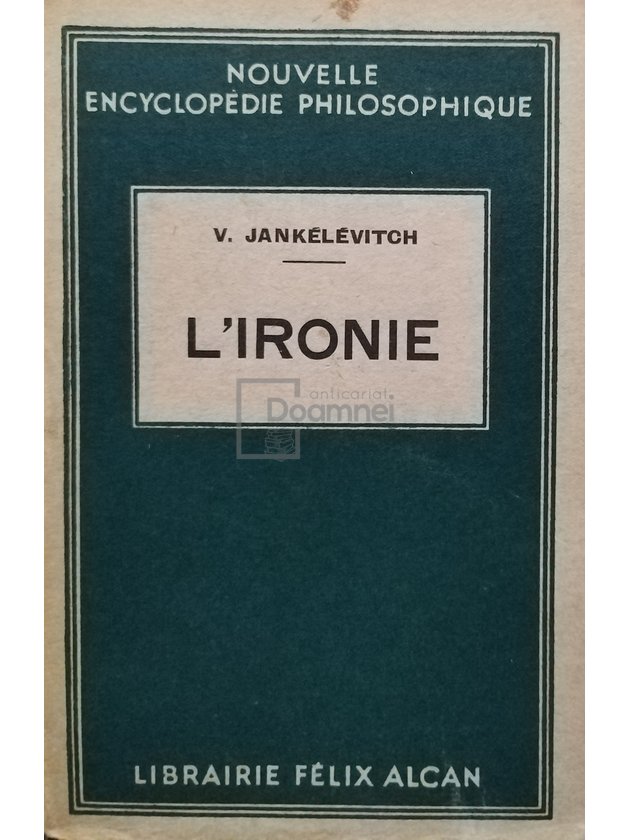 NOUVELLE
ENCYCLOPÉDIE PHILOSOPHIQUE
V. JANKÉLÉVITCH
L'IRONIE
anticariat
Doamnei
LIBRAIRIE FÉLIX ALCAN